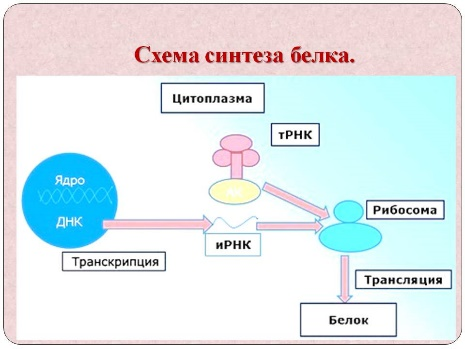 Схема синтеза белка.
Цитоплазма
тРНК
Ядро
ДНК
Рибосома
иРНК
Транскрипция
Трансляция
Белок